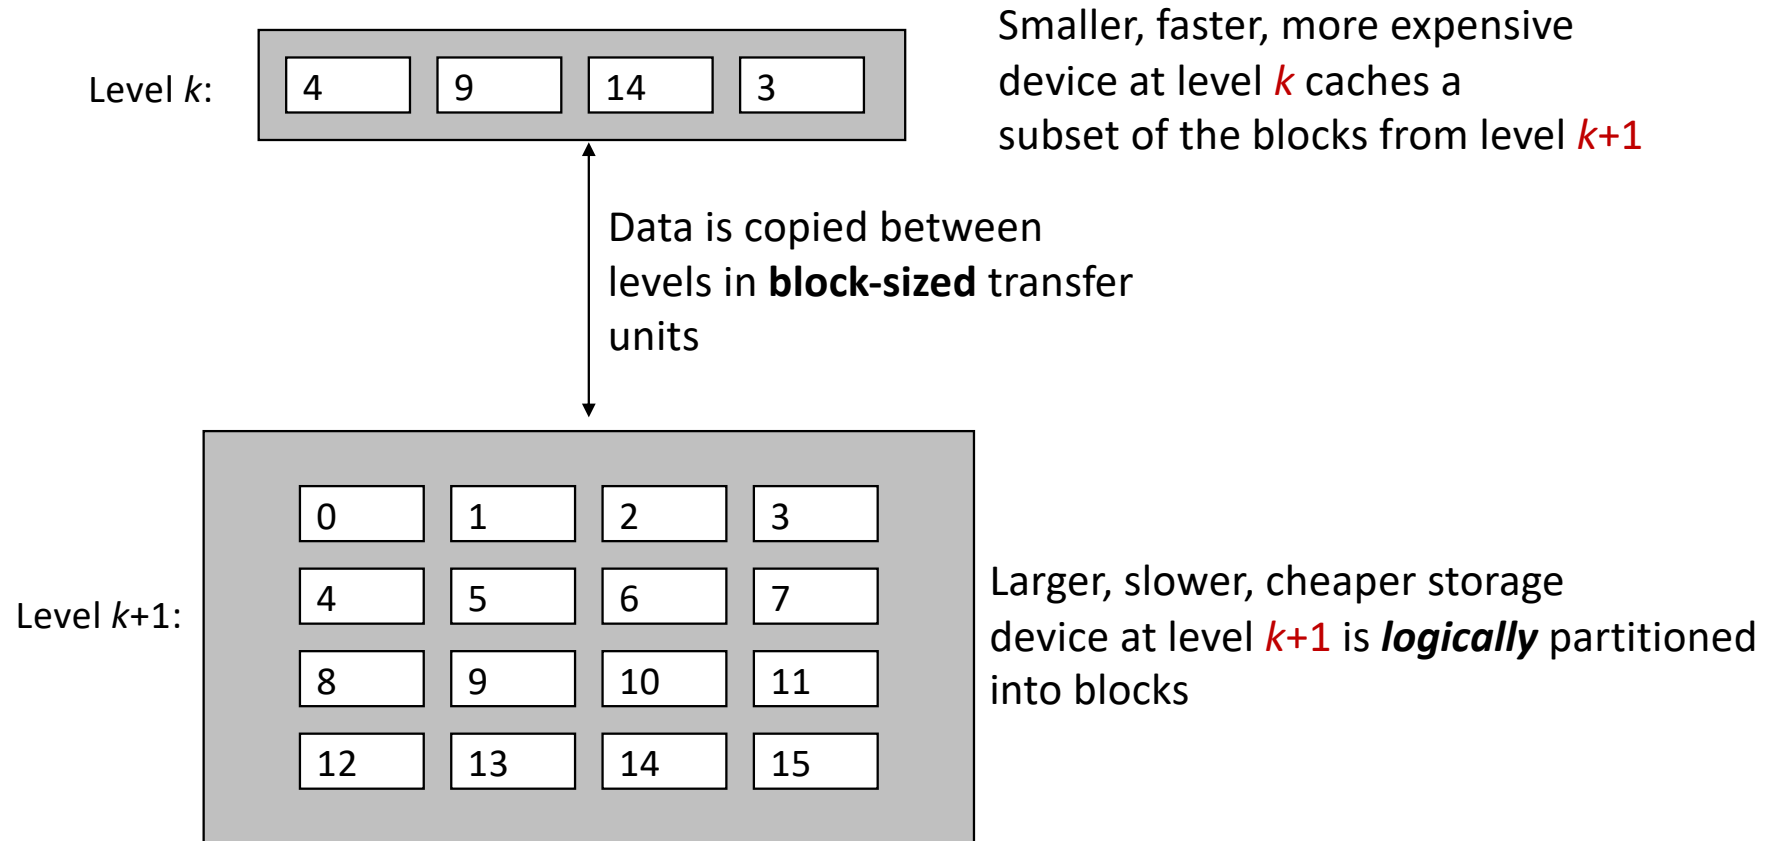 Smaller, faster, more expensive
device at level k caches a
subset of the blocks from level k+1
Level k:
4 9 14 3
Data is copied between
levels in block-sized transfer
units
0 1 2 3
4 5 6 7
8 9 10 11
12 13 14 15
Level k+1:
Larger, slower, cheaper storage
device at level k+1 is logically partitioned
into blocks